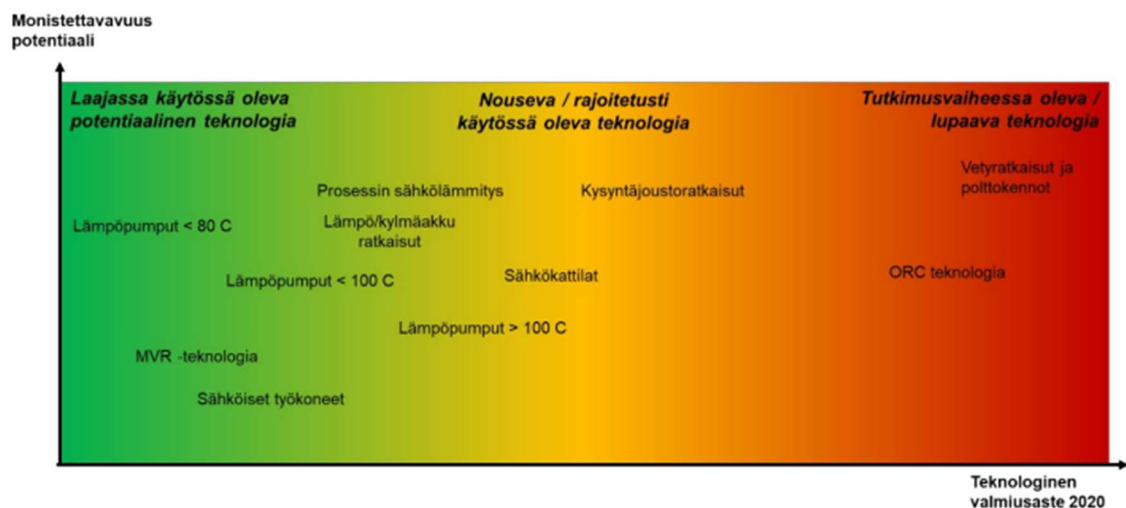 Monistettavavuus
potentiaali
Laajassa käytössä oleva
potentiaalinen teknologia
Nouseva / rajoitetusti
käytössä oleva teknologia
Tutkimusvaiheessa oleva /
lupaava teknologia
Vetyratkaisut ja
polttokennot
Prosessin sähkölämmitys
Kysyntäjoustoratkaisut
Lämpöpumput < 80 C
Lämpö/kylmäakku
ratkaisut
Lämpöpumput < 100 C
Sähkökattilat
ORC teknologia
Lämpöpumput > 100 C
MVR -teknologia
Sähköiset työkoneet
Teknologinen
valmiusaste 2020